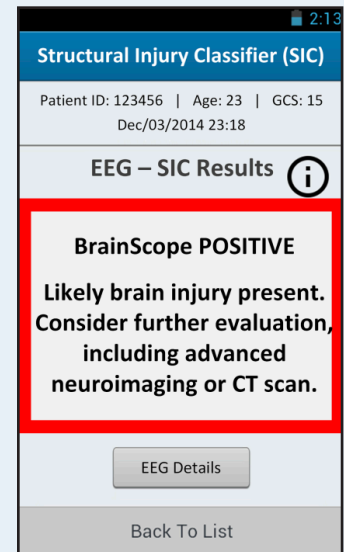 2:13
Structural Injury Classifier (SIC)
Patient ID: 123456 | Age: 23 | GCS: 15
Dec/03/2014 23:18
EEG – SIC Results
i
BrainScope POSITIVE
Likely brain injury present.
Consider further evaluation,
including advanced
neuroimaging or CT scan.
EEG Details
Back To List